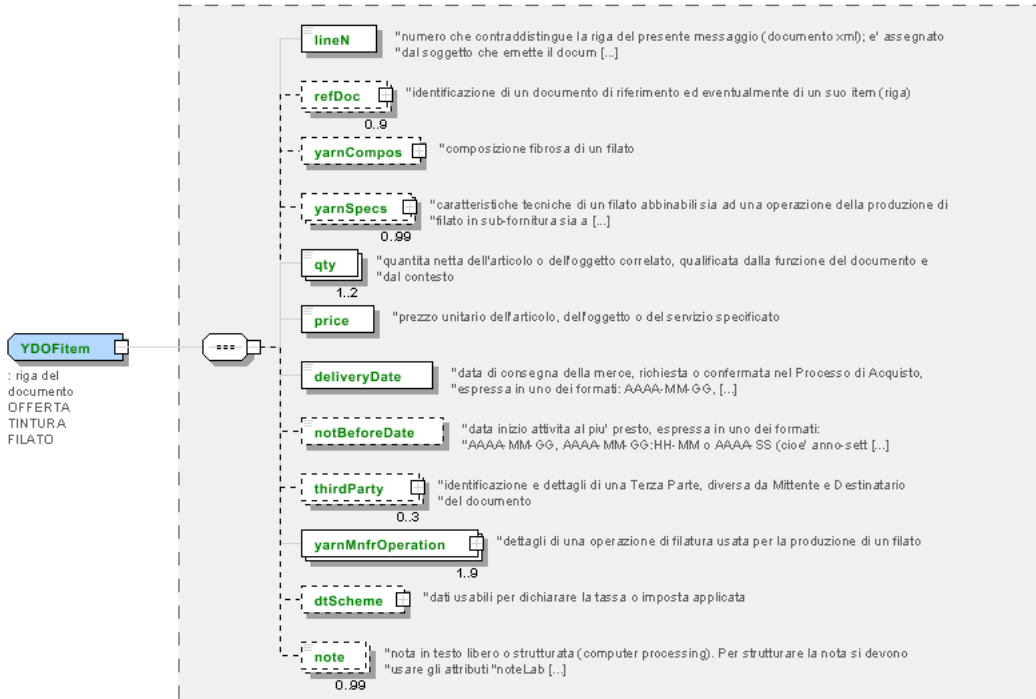 lineN
"numero che contraddistingue la riga del presente messaggio (documento xml); e' assegnato
"dal soggetto che emette il docum [...]
refDoc
"identificazione di un documento di riferimento ed eventualmente di un suo item (riga)
0..9
yarnCompos
"composizione fibrosa di un filato
yarnSpecs
"caratteristiche tecniche di un filato abbinabili sia ad una operazione della produzione di
"filato in sub-fornitura sia a [...]
0..99
qty
"quantita netta dell'articolo o dell'oggetto correlato, qualificata dalla funzione del documento e
"dal contesto
1..2
price
"prezzo unitario dell'articolo, dell'oggetto o del servizio specificato
YDOFitem
: riga del
documento
OFFERTA
TINTURA
FILATO
deliveryDate
"data di consegna della merce, richiesta o confermata nel Processo di Acquisto,
"espressa in uno dei formati: AAAA-MM-GG, [...]
notBeforeDate
"data inizio attivita al piu' presto, espressa in uno dei formati:
"AAAA-MM-GG, AAAA-MM-GG:HH-MM o AAAA-SS (cioe' anno-sett [...]
thirdParty
"identificazione e dettagli di una Terza Parte, diversa da Mittente e Destinatario
"del documento
0..3
yarnMnfrOperation
"dettagli di una operazione di filatura usata per la produzione di un filato
1..9
dtScheme
"dati usabili per dichiarare la tassa o imposta applicata
note
"nota in testo libero o strutturata (computer processing). Per strutturare la nota si devono
"usare gli attributi "noteLab [...]
0..99